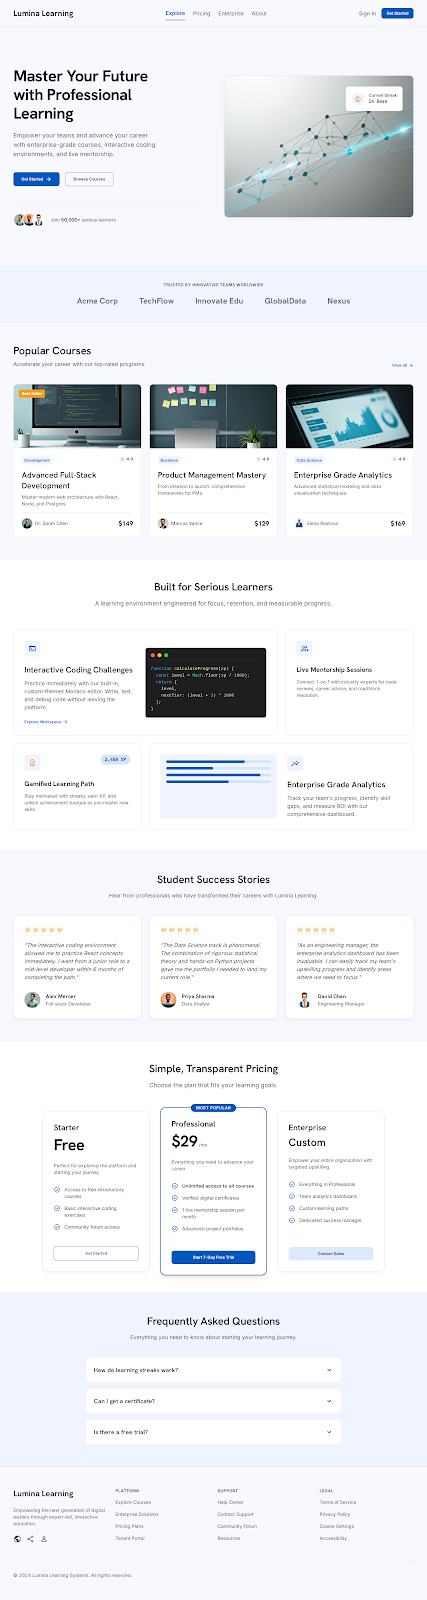 Lumina Learning
Explore
Pricing
Enterprise
About
Sign In
Get Started
Master Your Future
with Professional
Learning
Empower your teams and advance your career
with enterprise-grade courses, interactive coding
environments, and live mentorship.
Current Streak
14 Days
Get Started →
Browse Courses
Join 50,000+ serious learners
TRUSTED BY INNOVATIVE TEAMS WORLDWIDE
Acme Corp
TechFlow
Innovate Edu
GlobalData
Nexus
Popular Courses
Accelerate your career with our top-rated programs.
View all →
Best Seller
Development
4.9
Advanced Full-Stack
Development
Master modern web architecture with React,
Node, and Postgres.
Dr. Sarah Chen
$149
Business
4.8
Product Management Mastery
From ideation to launch: comprehensive
frameworks for PMs.
Marcus Vance
$129
Data Science
4.9
Enterprise Grade Analytics
Advanced statistical modeling and data
visualization techniques.
Elena Rostova
$169
Built for Serious Learners
A learning environment engineered for focus, retention, and measurable progress.
Interactive Coding Challenges
Practice immediately with our built-in,
custom-themed Monaco editor. Write, test,
and debug code without leaving the
platform.
Explore Workspace →
function calculateProgress(xp) {
const level = Math.floor(xp / 1000);
return {
level,
nextTier: (level + 1) * 1000
};
}
Live Mentorship Sessions
Connect 1-on-1 with industry experts for code
reviews, career advice, and roadblock
resolution.
2,450 XP
Gamified Learning Path
Stay motivated with streaks, earn XP, and
unlock achievement badges as you master new
skills.
Enterprise Grade Analytics
Track your team's progress, identify skill
gaps, and measure ROI with our
comprehensive dashboard.
Student Success Stories
Hear from professionals who have transformed their careers with Lumina Learning.
"The interactive coding environment
allowed me to practice React concepts
immediately. I went from a junior role to a
mid-level developer within 6 months of
completing the path."
Alex Mercer
Full-stack Developer
"The Data Science track is phenomenal.
The combination of rigorous statistical
theory and hands-on Python projects
gave me the portfolio I needed to land my
current role."
Priya Sharma
Data Analyst
"As an engineering manager, the
enterprise analytics dashboard has been
invaluable. I can easily track my team's
upskilling progress and identify areas
where we need to focus."
David Chen
Engineering Manager
Simple, Transparent Pricing
Choose the plan that fits your learning goals.
Starter
Free
Perfect for exploring the platform and
starting your journey.
Access to free introductory
courses
Basic interactive coding
exercises
Community forum access
Get Started
MOST POPULAR
Professional
$29 /mo
Everything you need to advance your
career.
Unlimited access to all courses
Verified digital certificates
1 live mentorship session per
month
Advanced project portfolios
Start 7-Day Free Trial
Enterprise
Custom
Empower your entire organization with
targeted upskilling.
Everything in Professional
Team analytics dashboard
Custom learning paths
Dedicated success manager
Contact Sales
Frequently Asked Questions
Everything you need to know about starting your learning journey.
How do learning streaks work?
Can I get a certificate?
Is there a free trial?
Lumina Learning
Empowering the next generation of digital
leaders through expert-led, interactive
education.
PLATFORM
Explore Courses
Enterprise Solutions
Pricing Plans
Tenant Portal
SUPPORT
Help Center
Contact Support
Community Forum
Resources
LEGAL
Terms of Service
Privacy Policy
Cookie Settings
Accessibility
© 2024 Lumina Learning Systems. All rights reserved.